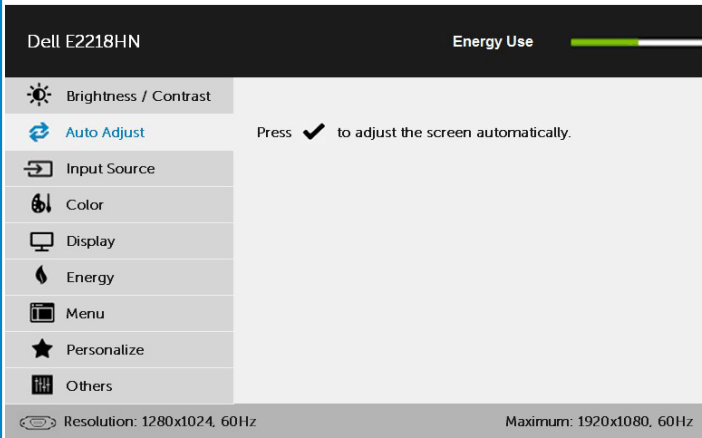 Dell E2218HN Energy Use
Brightness / Contrast
Auto Adjust Press ✔ to adjust the screen automatically.
Input Source
Color
Display
Energy
Menu
Personalize
Others
Resolution: 1280x1024, 60Hz Maximum: 1920x1080, 60Hz